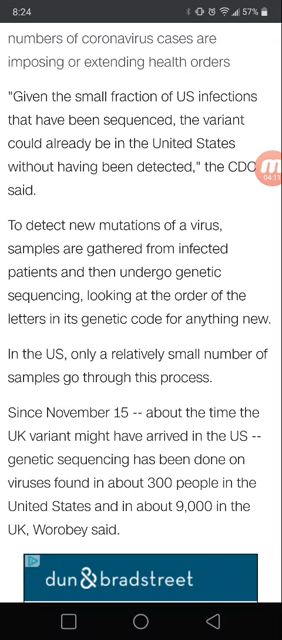 8:24
57%
numbers of coronavirus cases are
imposing or extending health orders
"Given the small fraction of US infections
that have been sequenced, the variant
could already be in the United States
without having been detected," the CDC
said.
04:11
To detect new mutations of a virus,
samples are gathered from infected
patients and then undergo genetic
sequencing, looking at the order of the
letters in its genetic code for anything new.
In the US, only a relatively small number of
samples go through this process.
Since November 15 -- about the time the
UK variant might have arrived in the US --
genetic sequencing has been done on
viruses found in about 300 people in the
United States and in about 9,000 in the
UK, Worobey said.
dun & bradstreet